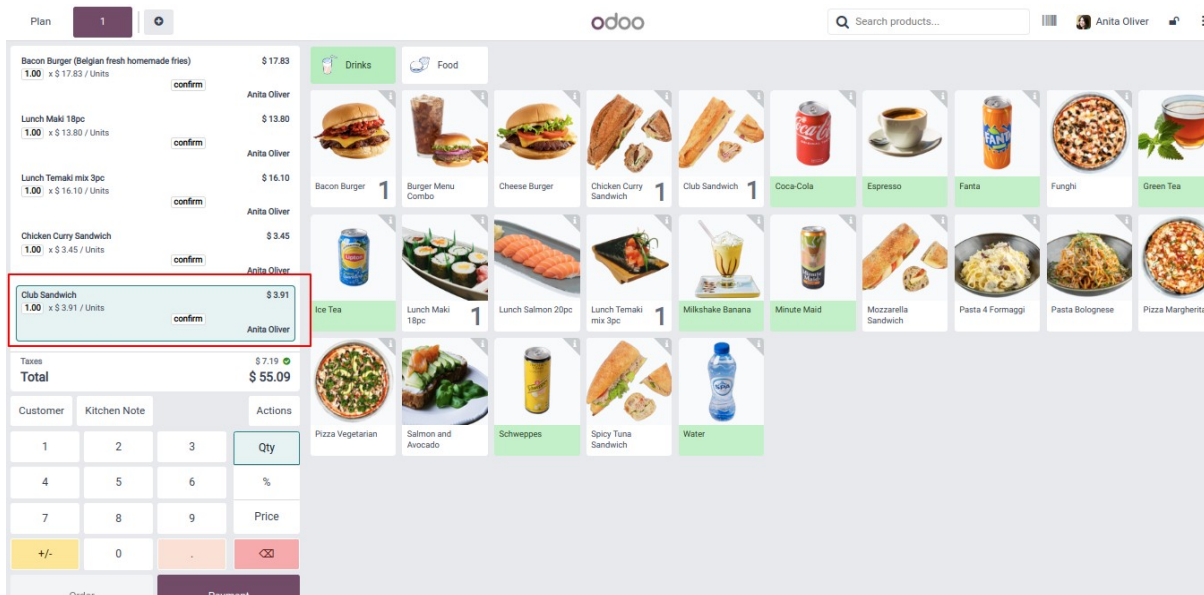 Plan
1
odoo
Search products...
Anita Oliver
Bacon Burger (Belgian fresh homemade fries)
$ 17.83
1.00 x $ 17.83 / Units
confirm
Anita Oliver
Lunch Maki 18pc
$ 13.80
1.00 x $ 13.80 / Units
confirm
Anita Oliver
Lunch Temaki mix 3pc
$ 16.10
1.00 x $ 16.10 / Units
confirm
Anita Oliver
Chicken Curry Sandwich
$ 3.45
1.00 x $ 3.45 / Units
confirm
Anita Oliver
Club Sandwich
$ 3.91
1.00 x $ 3.91 / Units
confirm
Anita Oliver
Taxes
$ 7.19
Total
$ 55.09
Customer
Kitchen Note
Actions
1
2
3
Qty
4
5
6
%
7
8
9
Price
+/-
0
.
Order
Payment
Drinks
Food
Bacon Burger
1
Burger Menu
Combo
Cheese Burger
Chicken Curry
Sandwich
1
Club Sandwich
1
Coca-Cola
Espresso
Fanta
Funghi
Green Tea
Ice Tea
Lunch Maki
18pc
1
Lunch Salmon 20pc
Lunch Temaki
mix 3pc
1
Milkshake Banana
Minute Maid
Mozzarella
Sandwich
Pasta 4 Formaggi
Pasta Bolognese
Pizza Margherita
Pizza Vegetarian
Salmon and
Avocado
Schweppes
Spicy Tuna
Sandwich
Water